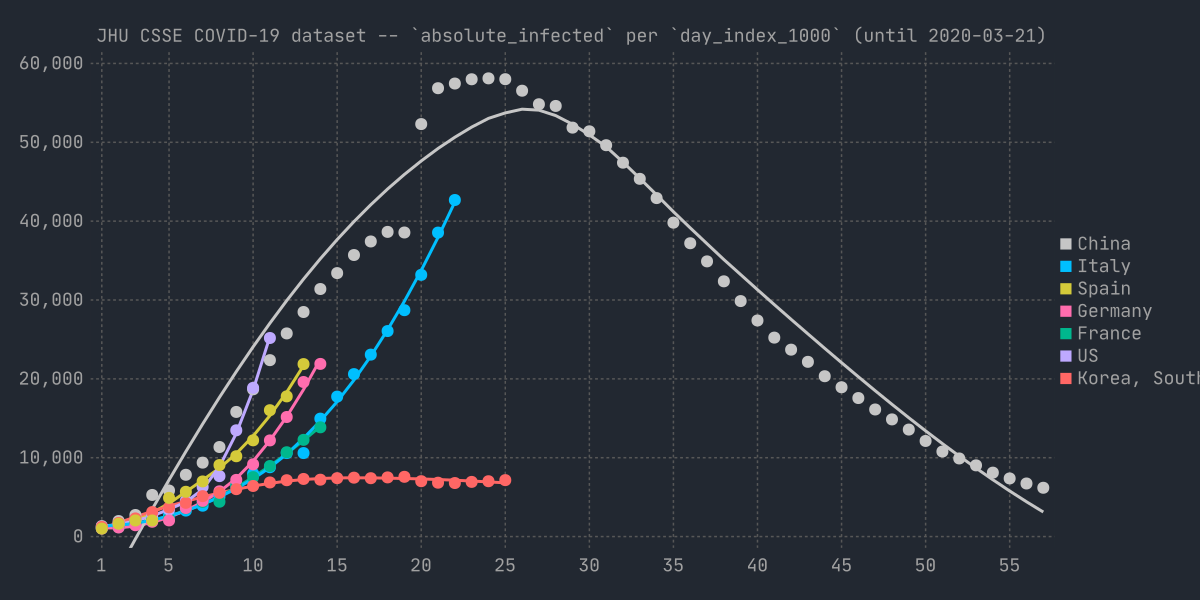 JHU CSSE COVID-19 dataset -- `absolute_infected` per `day_index_1000` (until 2020-03-21)
60,000
50,000
40,000
30,000
20,000
10,000
0
1 5 10 15 20 25 30 35 40 45 50 55
China
Italy
Spain
Germany
France
US
Korea, South